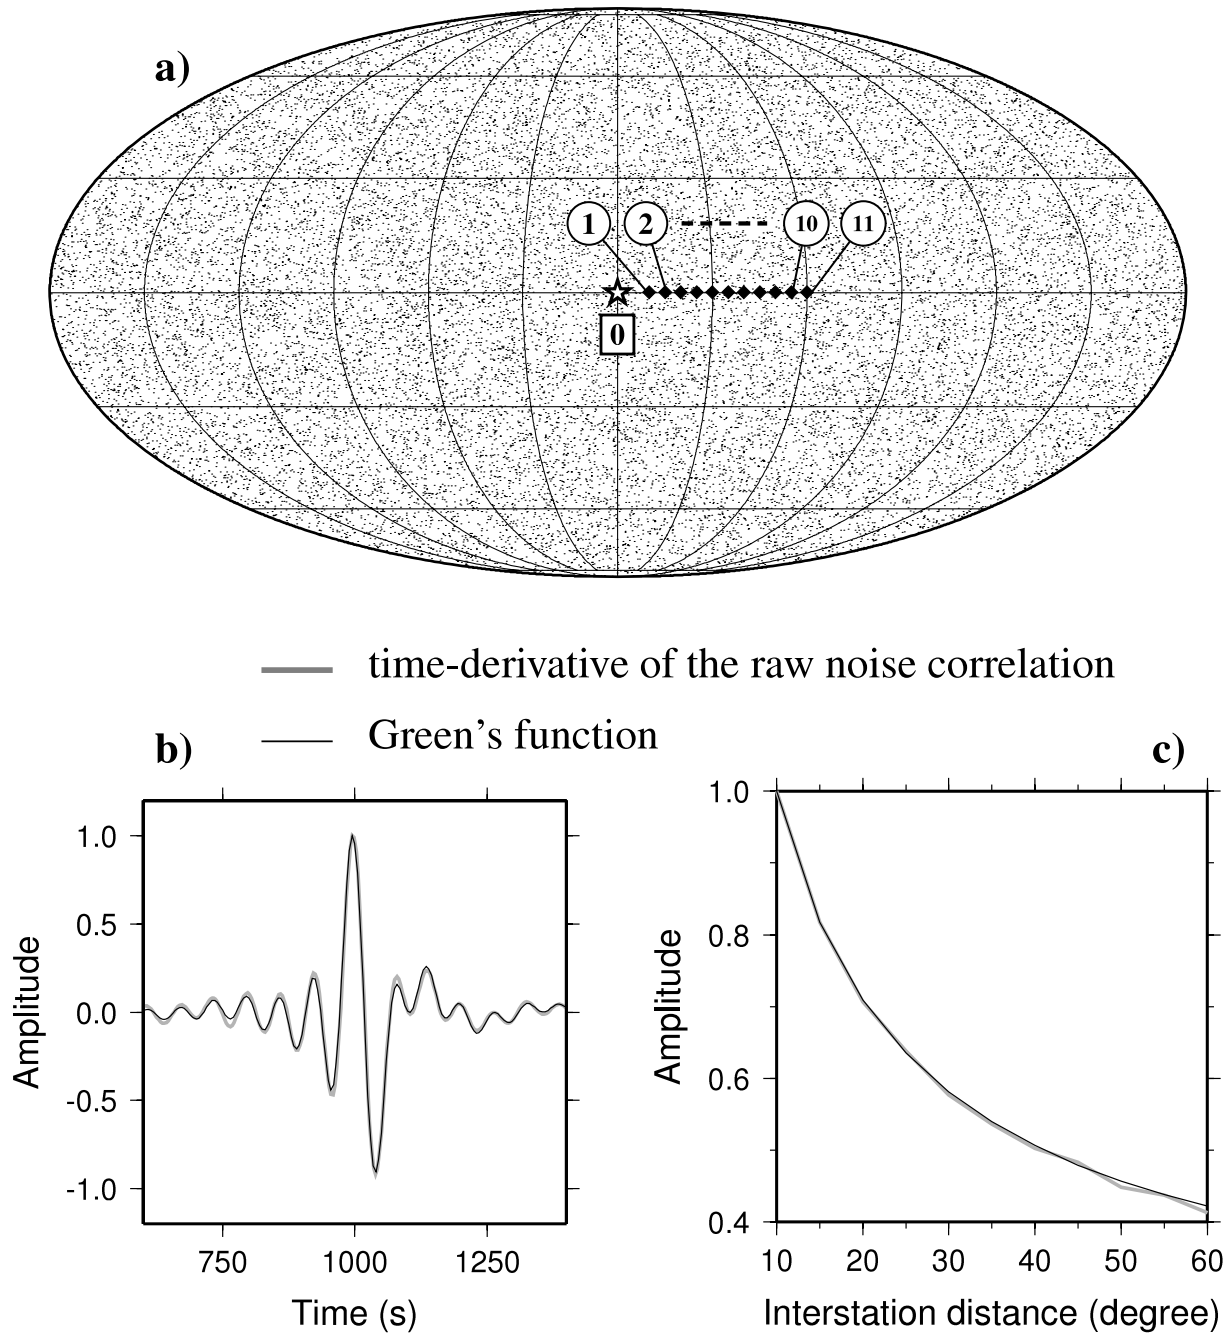 a)
1 2 10 11
0
time-derivative of the raw noise correlation
Green's function
b)
Amplitude
1.0
0.5
0.0
-0.5
-1.0
750 1000 1250
Time (s)
c)
Amplitude
1.0
0.8
0.6
0.4
10 20 30 40 50 60
Interstation distance (degree)